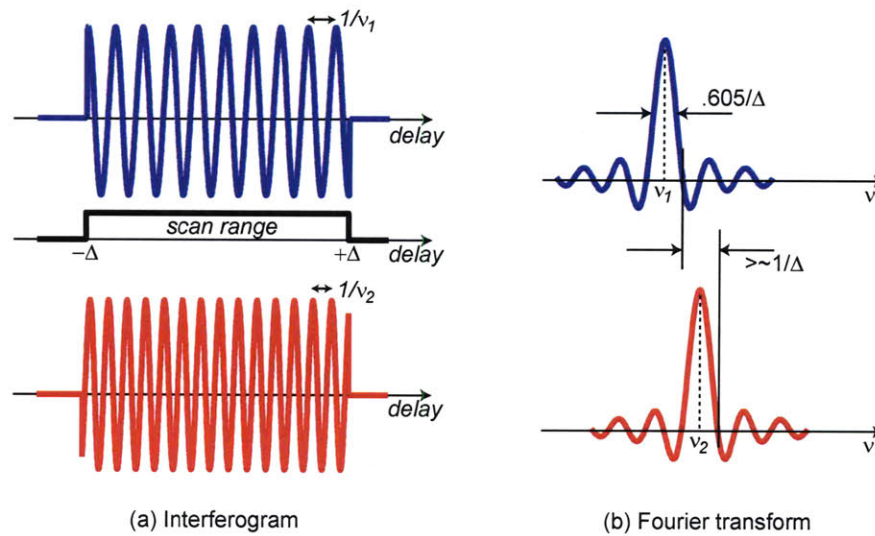 1/ν₁
delay
scan range
−Δ
+Δ
delay
1/ν₂
delay
(a) Interferogram
.605/Δ
ν₁
ν
>~1/Δ
ν₂
ν
(b) Fourier transform